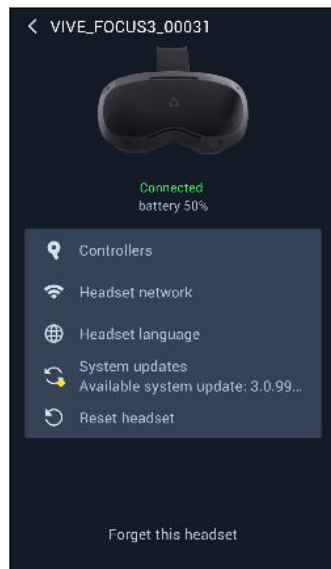 VIVE_FOCUS3_00031
Connected
battery 50%
Controllers
Headset network
Headset language
System updates
Available system update: 3.0.99...
Reset headset
Forget this headset